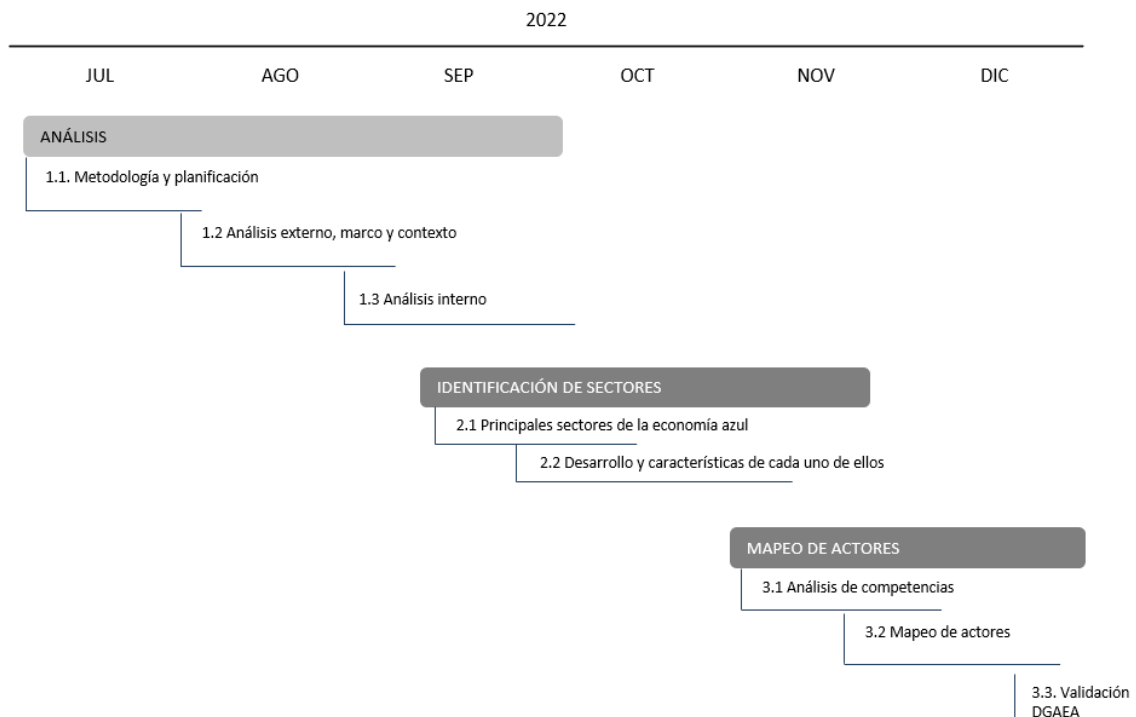 2022
JUL AGO SEP OCT NOV DIC
ANÁLISIS
1.1. Metodología y planificación
1.2 Análisis externo, marco y contexto
1.3 Análisis interno
IDENTIFICACIÓN DE SECTORES
2.1 Principales sectores de la economía azul
2.2 Desarrollo y características de cada uno de ellos
MAPEO DE ACTORES
3.1 Análisis de competencias
3.2 Mapeo de actores
3.3. Validación
DGAEA